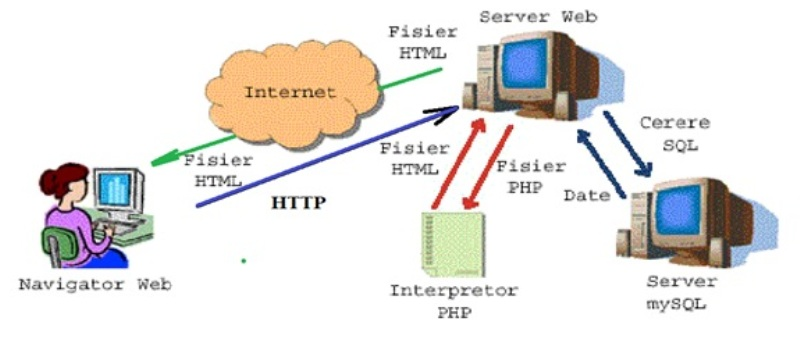 Server Web
Fisier
HTML
Internet
Cerere
SQL
Fisier
HTML
Fisier
HTML
Fisier
PHP
Date
HTTP
Navigator Web
Interpretor
PHP
Server
mySQL